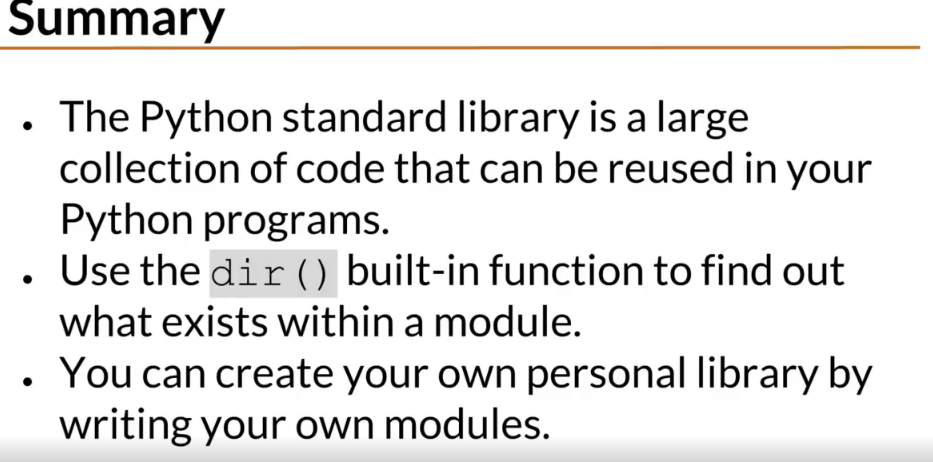 Summary
• The Python standard library is a large
collection of code that can be reused in your
Python programs.
• Use the dir() built-in function to find out
what exists within a module.
• You can create your own personal library by
writing your own modules.